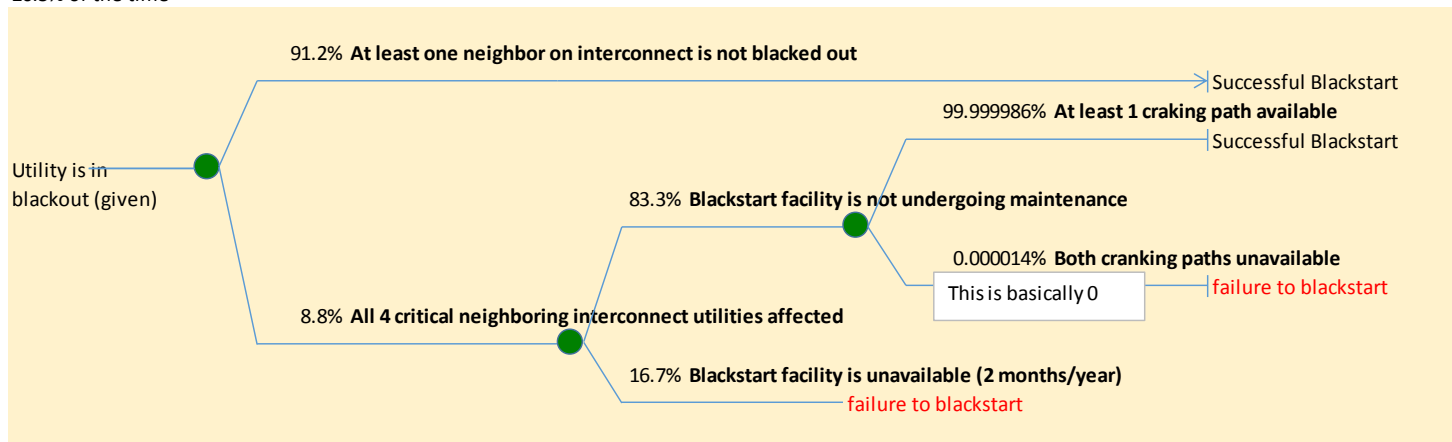 91.2% At least one neighbor on interconnect is not blacked out
Successful Blackstart
99.999986% At least 1 craking path available
Successful Blackstart
Utility is in
blackout (given)
83.3% Blackstart facility is not undergoing maintenance
0.000014% Both cranking paths unavailable
This is basically 0
failure to blackstart
8.8% All 4 critical neighboring interconnect utilities affected
16.7% Blackstart facility is unavailable (2 months/year)
failure to blackstart